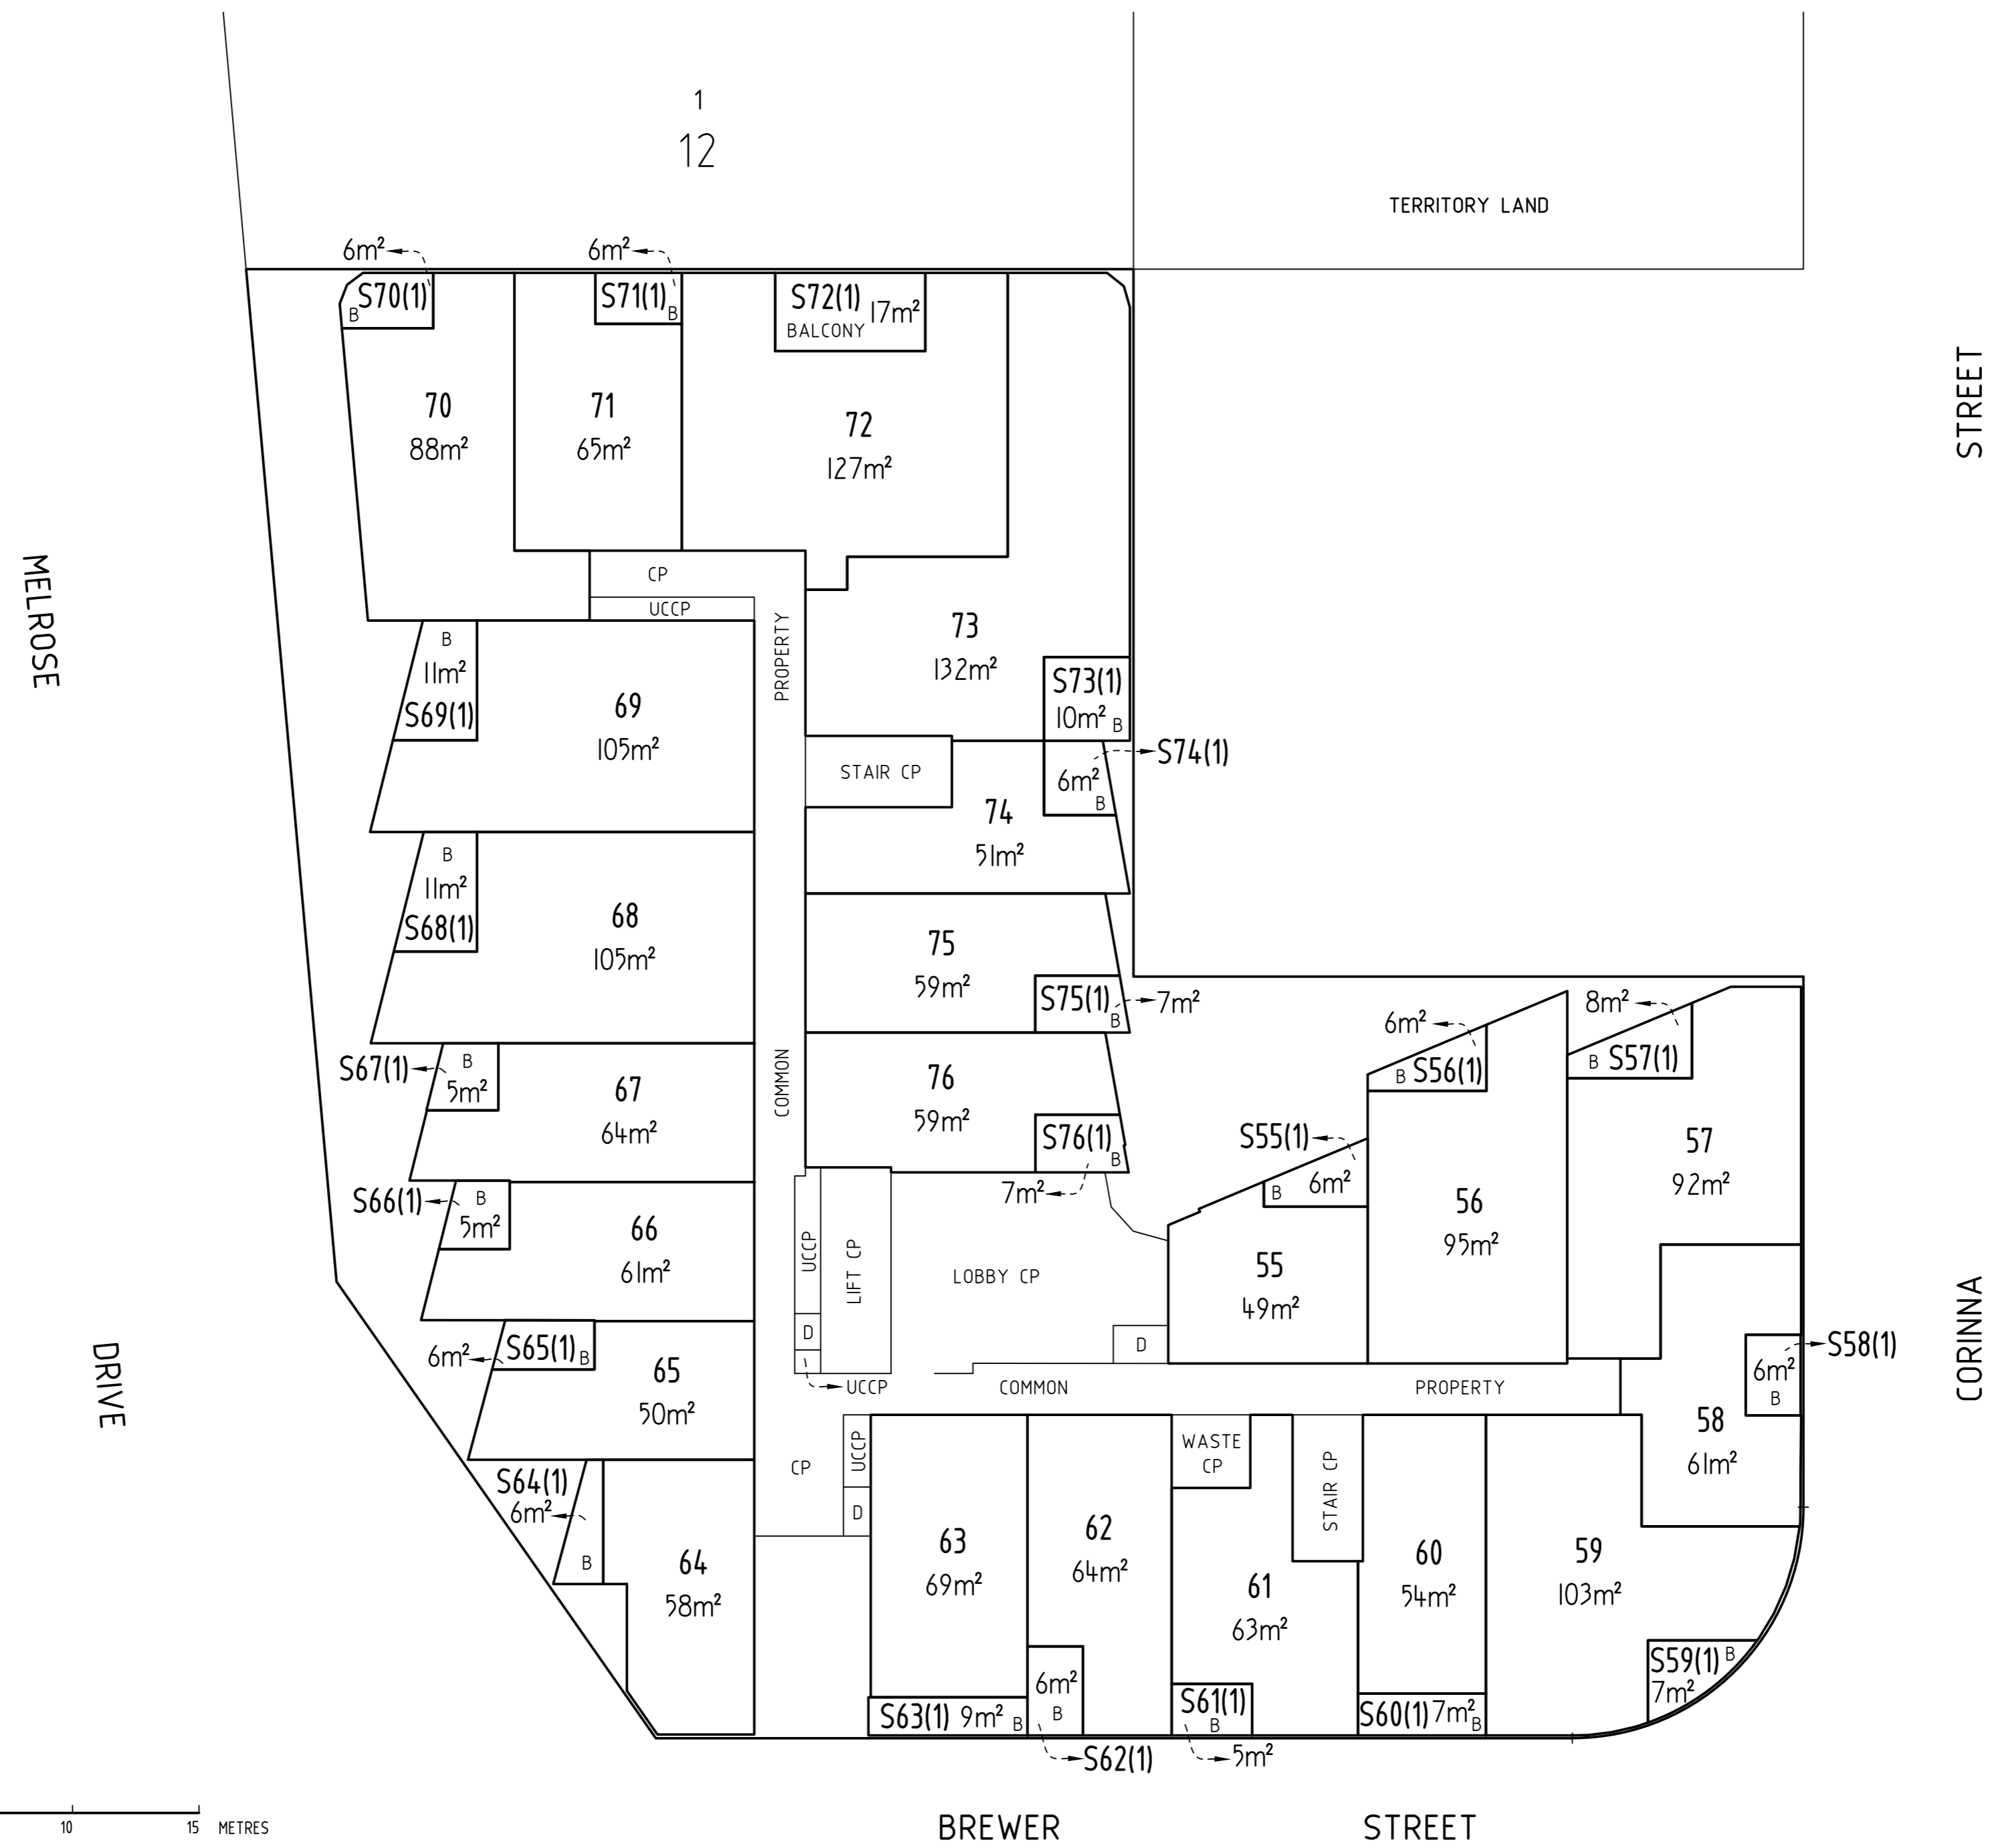 1
12
TERRITORY LAND
6m²
6m²
S70(1)
B
S71(1)
B
S72(1)
17m²
BALCONY
STREET
70
88m²
71
65m²
72
127m²
MELROSE
CP
UCCP
PROPERTY
73
132m²
S73(1)
10m²
B
B
11m²
S69(1)
69
105m²
STAIR CP
S74(1)
6m²
B
74
51m²
B
11m²
S68(1)
68
105m²
75
59m²
S75(1)
B
7m²
8m²
6m²
S57(1)
B
S56(1)
B
S67(1)
B
5m²
67
64m²
COMMON
76
59m²
S76(1)
B
7m²
S55(1)
6m²
B
57
92m²
56
95m²
S66(1)
B
5m²
66
61m²
UCCP
LIFT CP
LOBBY CP
55
49m²
D
D
DRIVE
6m²
S65(1)
B
65
50m²
UCCP
COMMON
PROPERTY
S58(1)
6m²
B
CORINNA
58
61m²
CP
UCCP
D
WASTE
CP
STAIR CP
S64(1)
6m²
B
64
58m²
63
69m²
62
64m²
61
63m²
60
54m²
59
103m²
S59(1)
B
7m²
S63(1) 9m² B
6m²
B
S61(1)
B
S60(1) 7m² B
S62(1)
5m²
10
15
METRES
BREWER
STREET